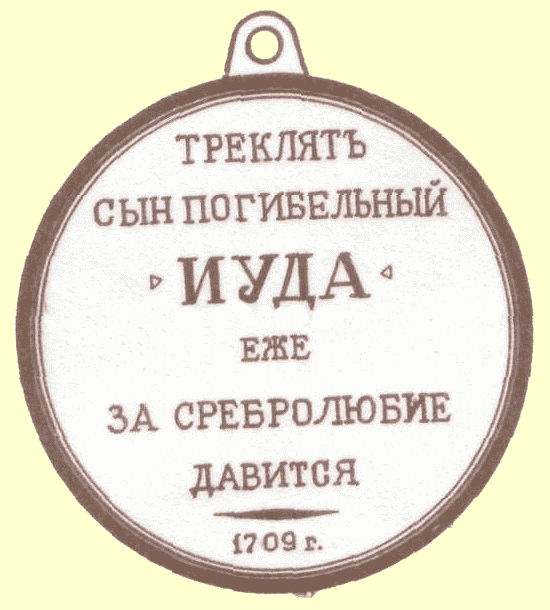 ТРЕКЛЯТЪ
СЫН ПОГИБЕЛЬНЫЙ
ИУДА
ЕЖЕ
ЗА СРЕБРОЛЮБИЕ
ДАВИТСЯ
1709 г.